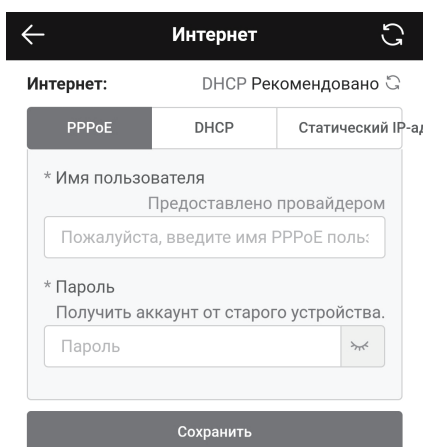 Интернет
Интернет: DHCP Рекомендовано
PPPoE DHCP Статический IP-ад
* Имя пользователя
Предоставлено провайдером
Пожалуйста, введите имя PPPoE поль:
* Пароль
Получить аккаунт от старого устройства.
Пароль
Сохранить